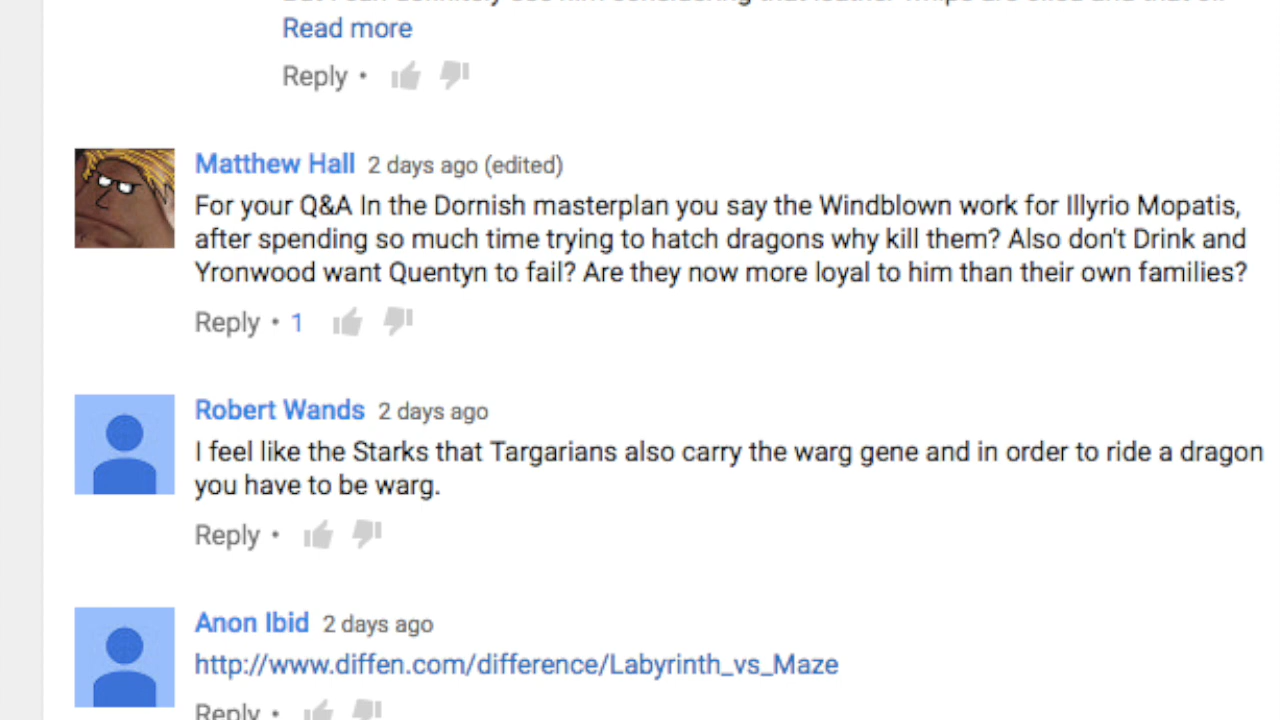 Read more
Reply •
Matthew Hall 2 days ago (edited)
For your Q&A In the Dornish masterplan you say the Windblown work for Illyrio Mopatis,
after spending so much time trying to hatch dragons why kill them? Also don't Drink and
Yronwood want Quentyn to fail? Are they now more loyal to him than their own families?
Reply • 1
Robert Wands 2 days ago
I feel like the Starks that Targarians also carry the warg gene and in order to ride a dragon
you have to be warg.
Reply •
Anon Ibid 2 days ago
http://www.diffen.com/difference/Labyrinth_vs_Maze
Reply •